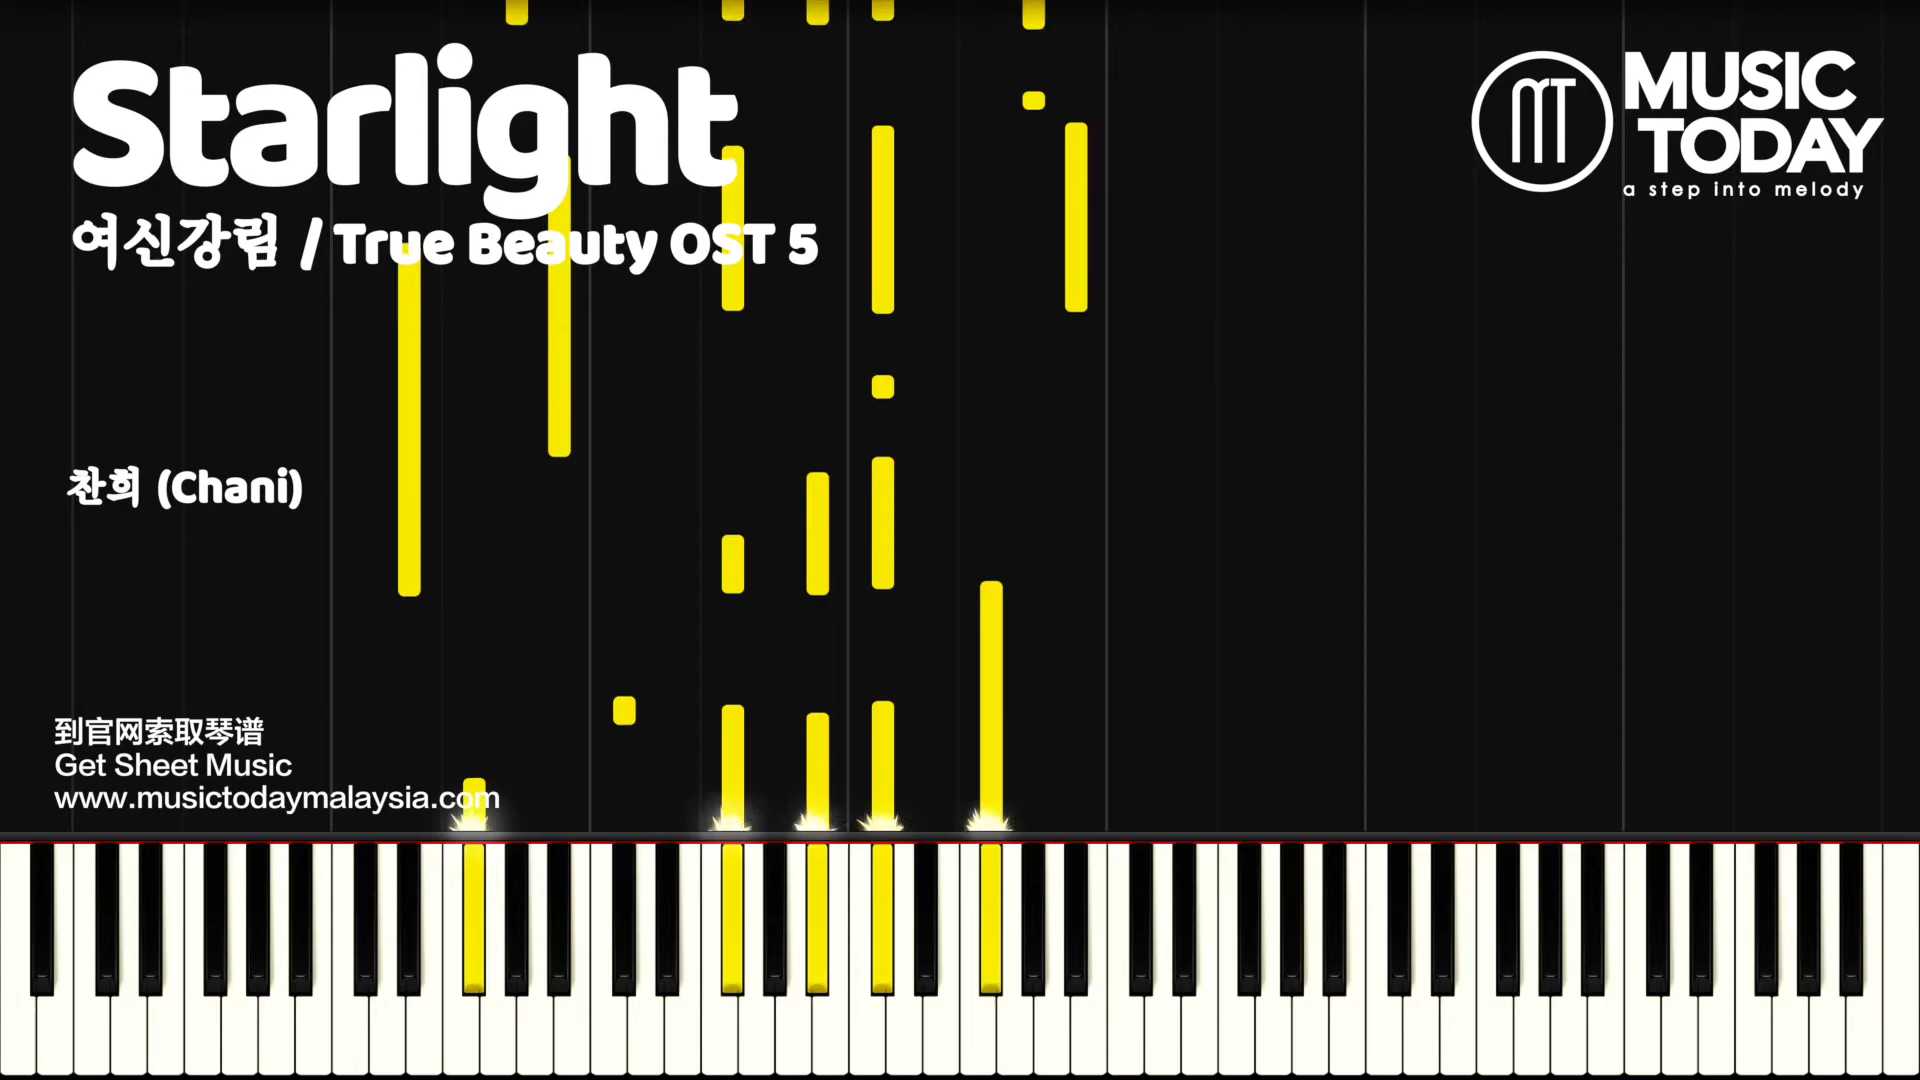 Starlight
여신강림 / True Beauty OST 5
MT
MUSIC
TODAY
a step into melody
찬희 (Chani)
到官网索取琴谱
Get Sheet Music
www.musictodaymalaysia.com